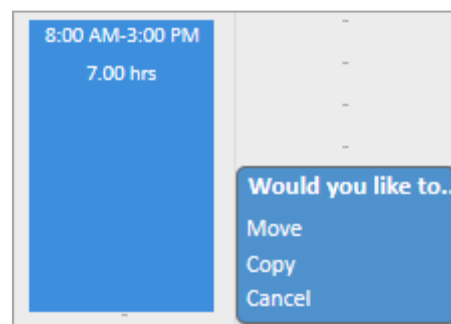 8:00 AM-3:00 PM
7.00 hrs
Would you like to..
Move
Copy
Cancel